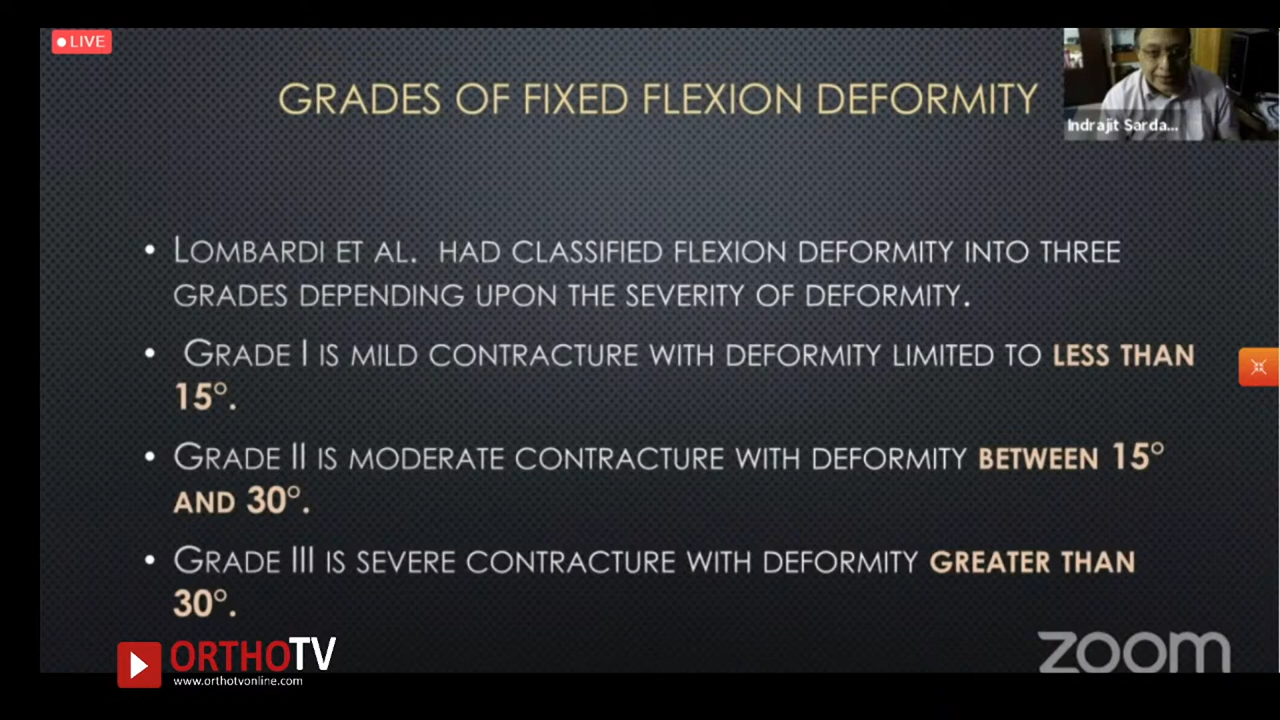 LIVE
GRADES OF FIXED FLEXION DEFORMITY
Indrajit Sarda...
• LOMBARDI ET AL. HAD CLASSIFIED FLEXION DEFORMITY INTO THREE
GRADES DEPENDING UPON THE SEVERITY OF DEFORMITY.
• GRADE I IS MILD CONTRACTURE WITH DEFORMITY LIMITED TO LESS THAN
15°.
• GRADE II IS MODERATE CONTRACTURE WITH DEFORMITY BETWEEN 15°
AND 30°.
• GRADE III IS SEVERE CONTRACTURE WITH DEFORMITY GREATER THAN
30°.
ORTHOTV
www.orthotvonline.com
zoom